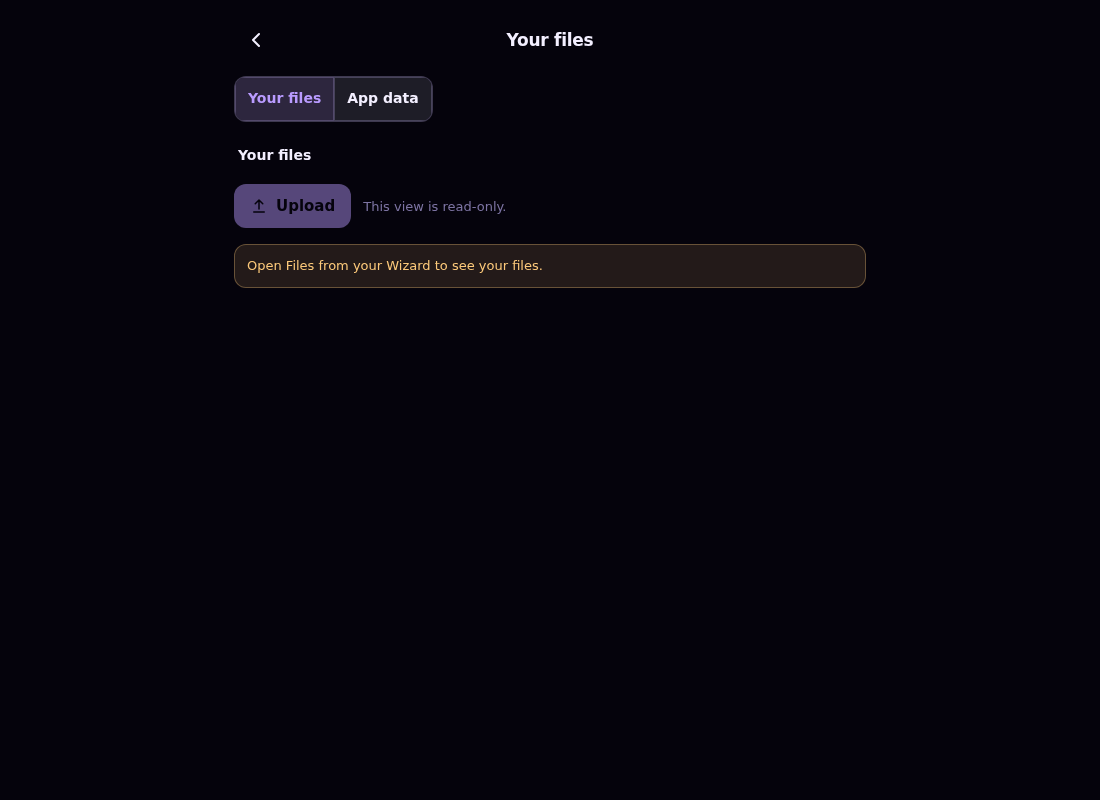 Your files
Your files
App data
Your files
Upload
This view is read-only.
Open Files from your Wizard to see your files.